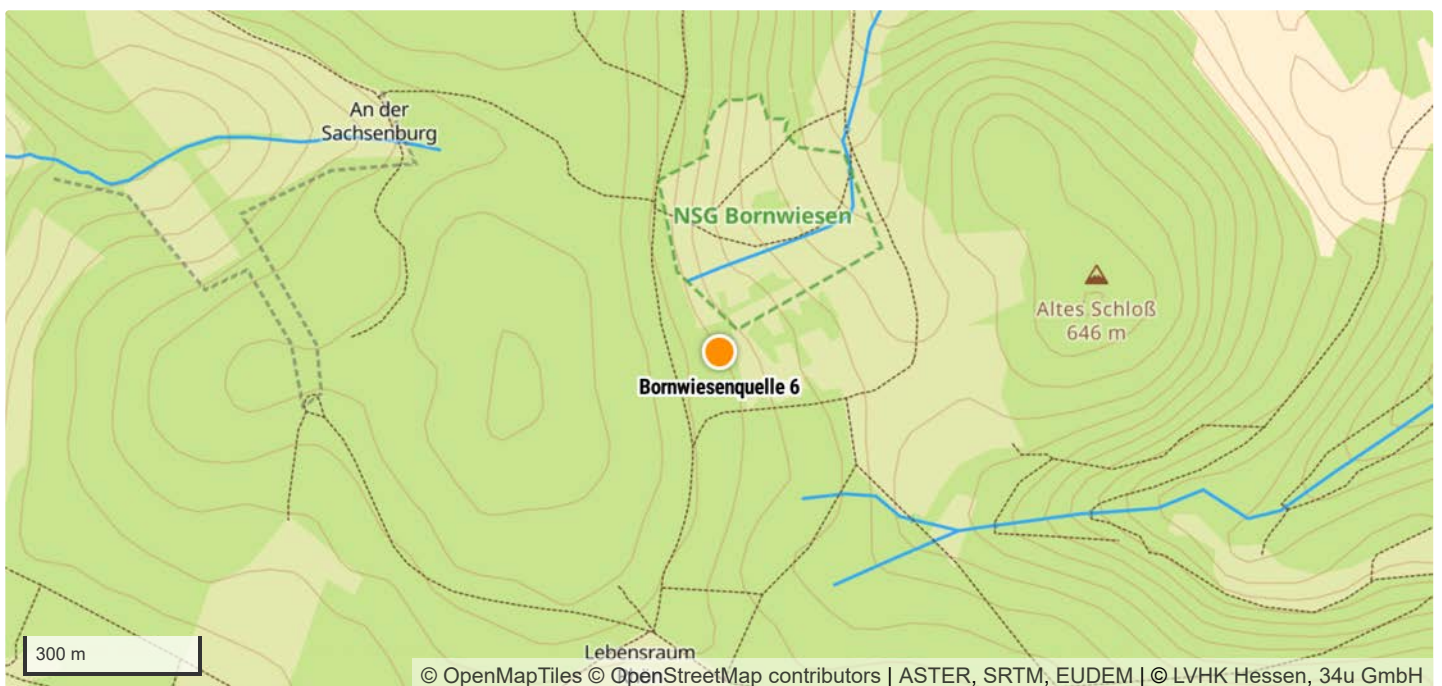 An der
Sachsenburg
NSG Bornwiesen
Altes Schloß
646 m
Bornwiesenquelle 6
Lebensraum
300 m
© OpenMapTiles © OpenStreetMap contributors | ASTER, SRTM, EUDEM | © LVHK Hessen, 34u GmbH